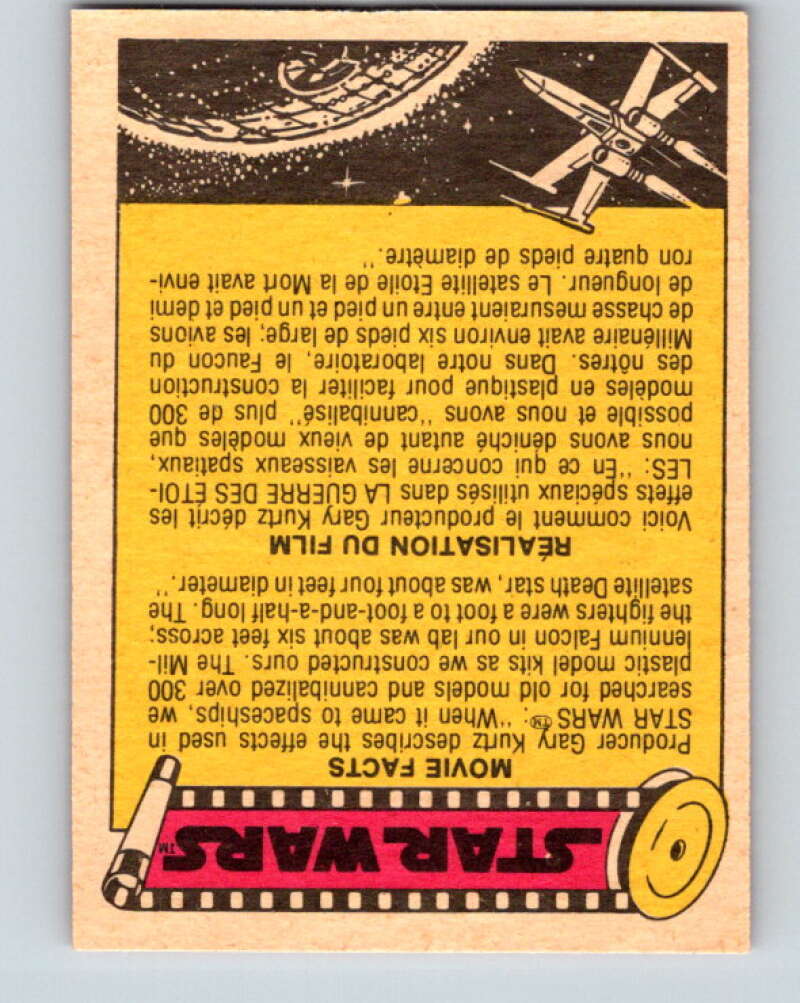 STAR WARS™
MOVIE FACTS
Producer Gary Kurtz describes the effects used in
STAR WARS™: "When it came to spaceships, we
searched for old models and cannibalized over 300
plastic model kits as we constructed ours. The Mil-
lennium Falcon in our lab was about six feet across;
the fighters were a foot to a foot-and-a-half long. The
satellite Death star, was about four feet in diameter."
RÉALISATION DU FILM
Voici comment le producteur Gary Kurtz décrit les
effets spéciaux utilisés dans LA GUERRE DES ÉTOI-
LES: "En ce qui concerne les vaisseaux spatiaux,
nous avons déniché autant de vieux modèles que
possible et nous avons "cannibalisé" plus de 300
modèles en plastique pour faciliter la construction
des nôtres. Dans notre laboratoire, le Faucon du
Millénaire avait environ six pieds de large; les avions
de chasse mesuraient entre un pied et un pied et demi
de longueur. Le satellite Etoile de la Mort avait envi-
ron quatre pieds de diamètre."